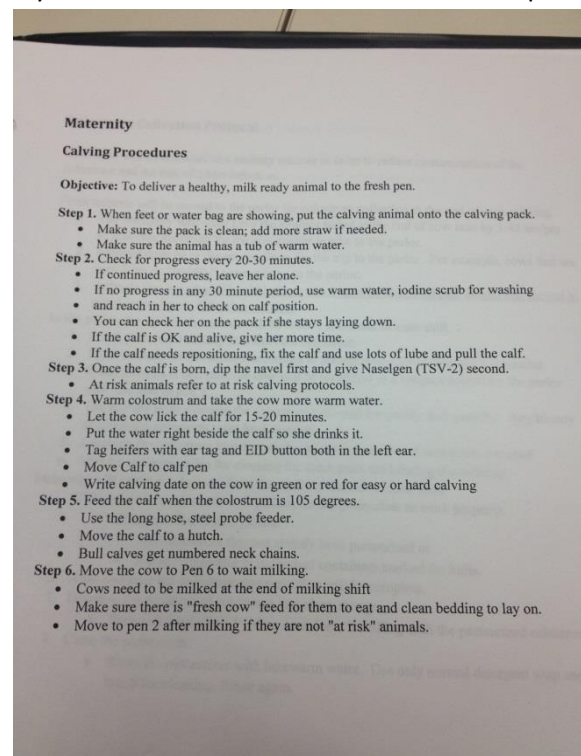 Maternity
Calving Procedures
Objective: To deliver a healthy, milk ready animal to the fresh pen.
Step 1. When feet or water bag are showing, put the calving animal onto the calving pack.
• Make sure the pack is clean; add more straw if needed.
• Make sure the animal has a tub of warm water.
Step 2. Check for progress every 20-30 minutes.
• If continued progress, leave her alone.
• If no progress in any 30 minute period, use warm water, iodine scrub for washing
• and reach in her to check on calf position.
• You can check her on the pack if she stays laying down.
• If the calf is OK and alive, give her more time.
• If the calf needs repositioning, fix the calf and use lots of lube and pull the calf.
Step 3. Once the calf is born, dip the navel first and give Naselgen (TSV-2) second.
• At risk animals refer to at risk calving protocols.
Step 4. Warm colostrum and take the cow more warm water.
• Let the cow lick the calf for 15-20 minutes.
• Put the water right beside the calf so she drinks it.
• Tag heifers with ear tag and EID button both in the left ear.
• Move Calf to calf pen
• Write calving date on the cow in green or red for easy or hard calving
Step 5. Feed the calf when the colostrum is 105 degrees.
• Use the long hose, steel probe feeder.
• Move the calf to a hutch.
• Bull calves get numbered neck chains.
Step 6. Move the cow to Pen 6 to wait milking.
• Cows need to be milked at the end of milking shift
• Make sure there is "fresh cow" feed for them to eat and clean bedding to lay on.
• Move to pen 2 after milking if they are not "at risk" animals.